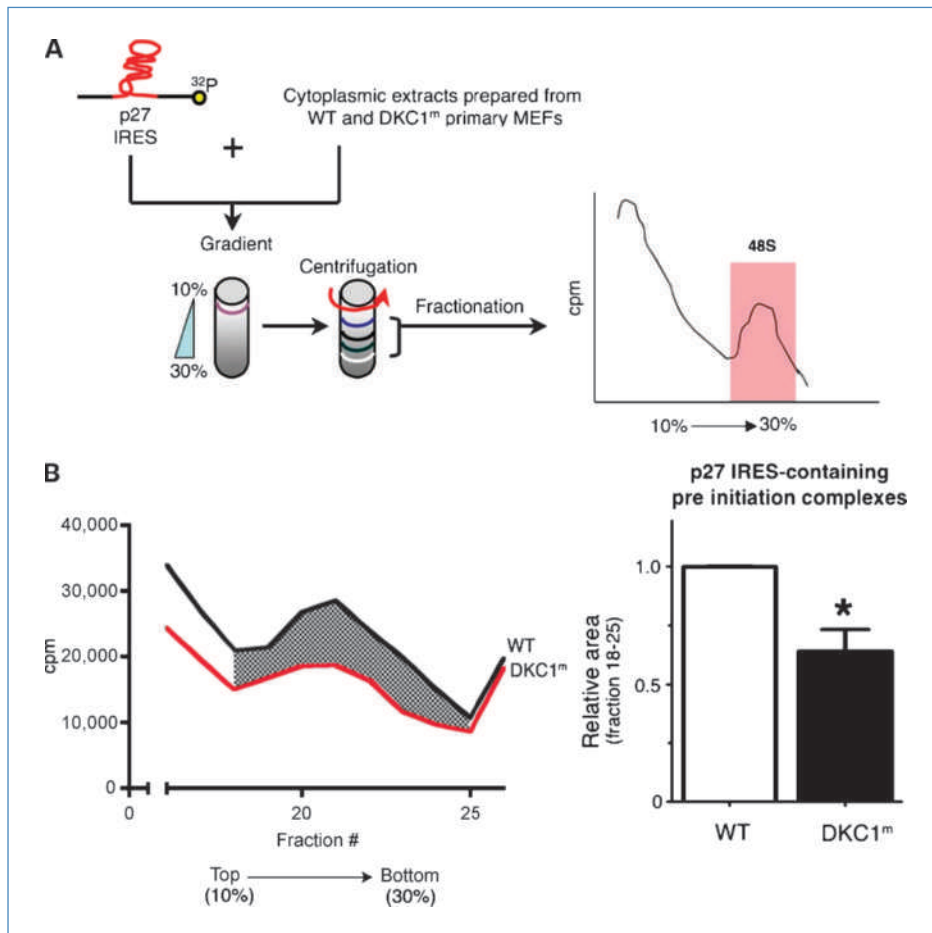 A
32P
p27
IRES
+
Cytoplasmic extracts prepared from
WT and DKC1ᵐ primary MEFs
Gradient
10%
30%
Centrifugation
Fractionation
cpm
48S
10%
30%
B
40,000
30,000
20,000
10,000
0
cpm
WT
DKC1ᵐ
0
20
25
Fraction #
Top
(10%)
Bottom
(30%)
p27 IRES-containing
pre initiation complexes
Relative area
(fraction 18-25)
1.0
0.5
0
*
WT
DKC1ᵐ